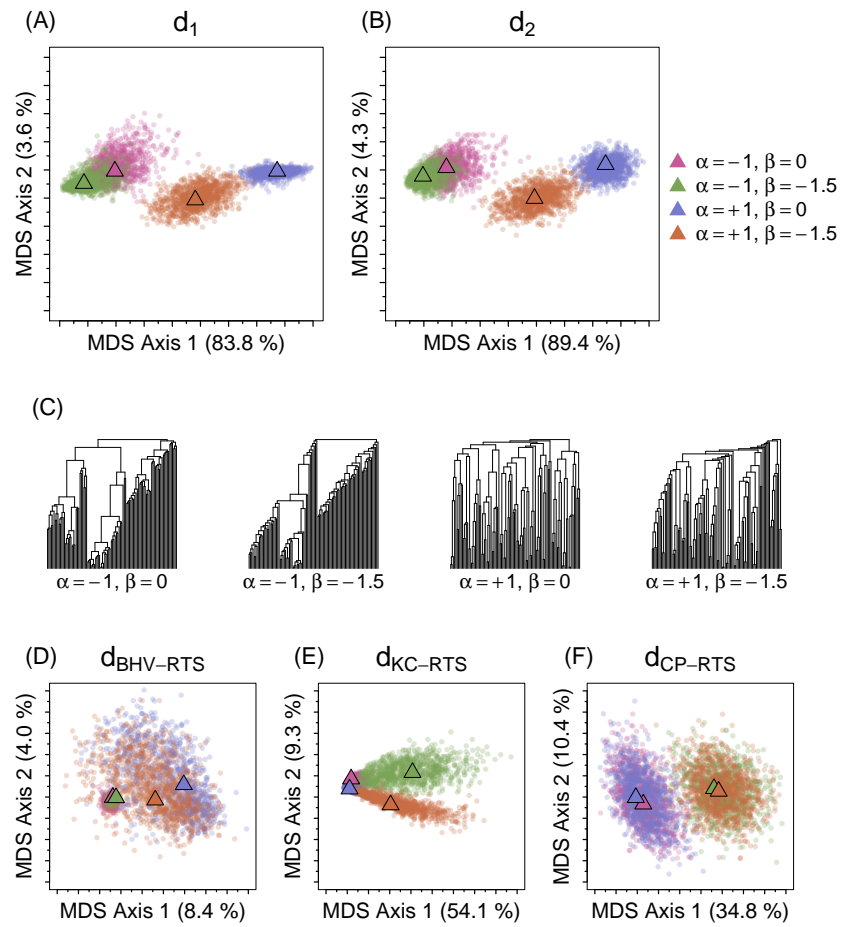 (A) d₁ (B) d₂
MDS Axis 2 (3.6 %)
MDS Axis 1 (83.8 %)
MDS Axis 2 (4.3 %)
MDS Axis 1 (89.4 %)
α=−1, β=0
α=−1, β=−1.5
α=+1, β=0
α=+1, β=−1.5
(C)
α=−1, β=0 α=−1, β=−1.5 α=+1, β=0 α=+1, β=−1.5
(D) dBHV−RTS (E) dKC−RTS (F) dCP−RTS
MDS Axis 2 (4.0 %)
MDS Axis 1 (8.4 %)
MDS Axis 2 (9.3 %)
MDS Axis 1 (54.1 %)
MDS Axis 2 (10.4 %)
MDS Axis 1 (34.8 %)